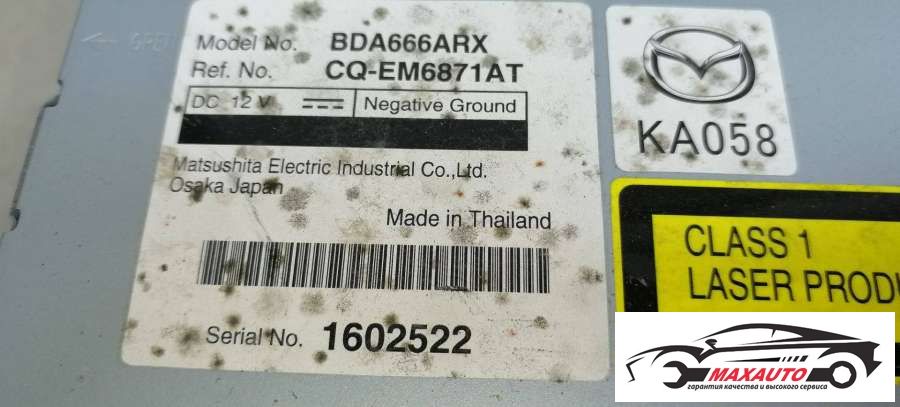 Model No. BDA666ARX
Ref. No. CQ-EM6871AT
DC 12 V Negative Ground
Matsushita Electric Industrial Co.,Ltd.
Osaka Japan
Made in Thailand
Serial No. 1602522
KA058
CLASS 1
LASER PRODU
MAXAUTO
гарантия качества и высокого сервиса